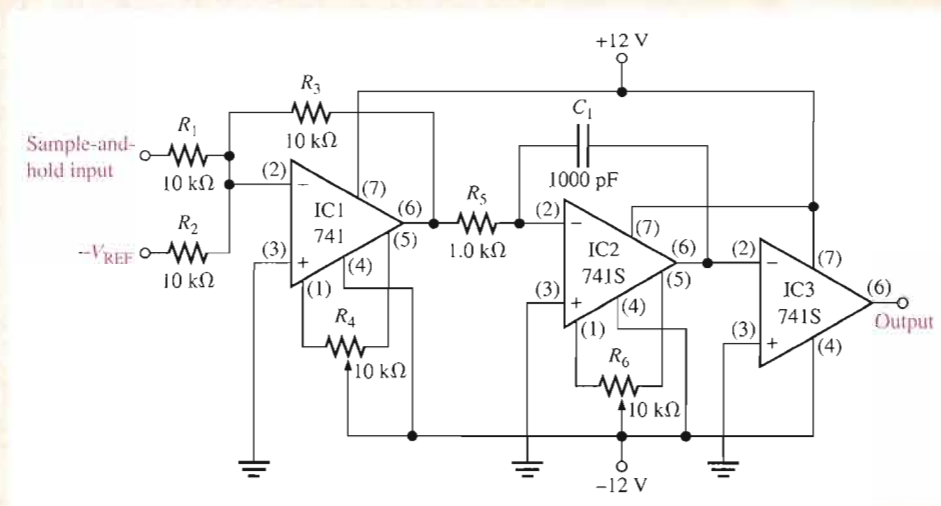 +12 V
R3
10 kΩ
C1
1000 pF
Sample-and-
hold input
R1
10 kΩ
–VREF
R2
10 kΩ
(2)
–
(3)
+
IC1
741
(7)
(6)
(5)
(4)
(1)
R4
10 kΩ
R5
1.0 kΩ
(2)
–
(3)
+
IC2
741S
(7)
(6)
(5)
(4)
(1)
R6
10 kΩ
(2)
–
(3)
+
IC3
741S
(7)
(6)
(4)
Output
–12 V